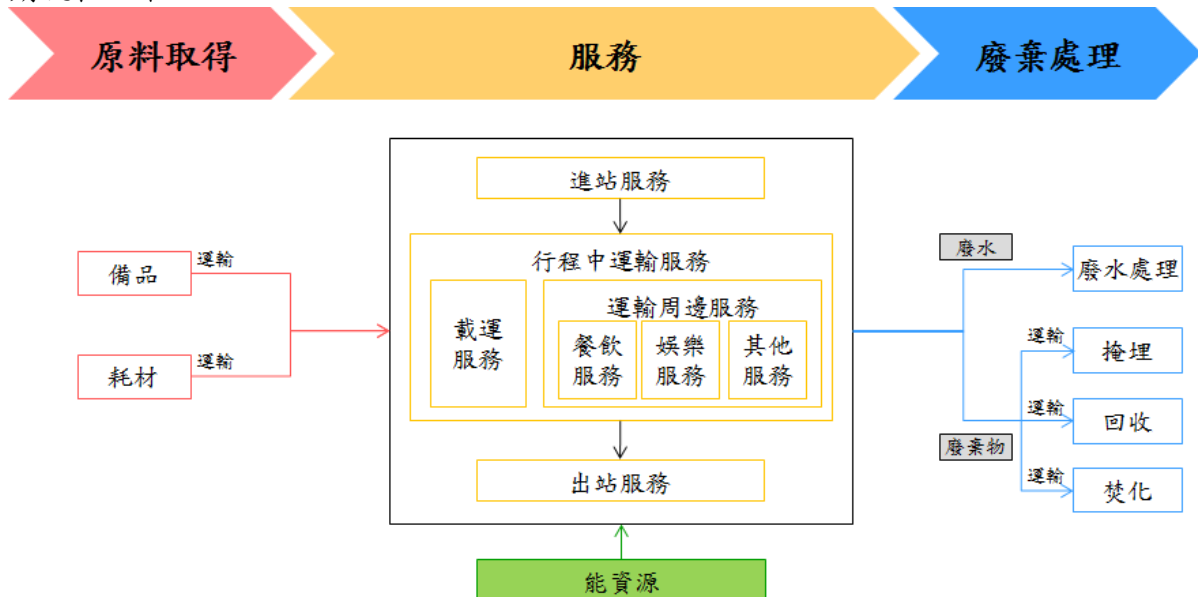 原料取得
服務
廢棄處理
進站服務
行程中運輸服務
載運
服務
運輸周邊服務
餐飲
服務
娛樂
服務
其他
服務
出站服務
能資源
備品
運輸
耗材
運輸
廢水
廢水處理
運輸
掩埋
運輸
回收
廢棄物
運輸
焚化